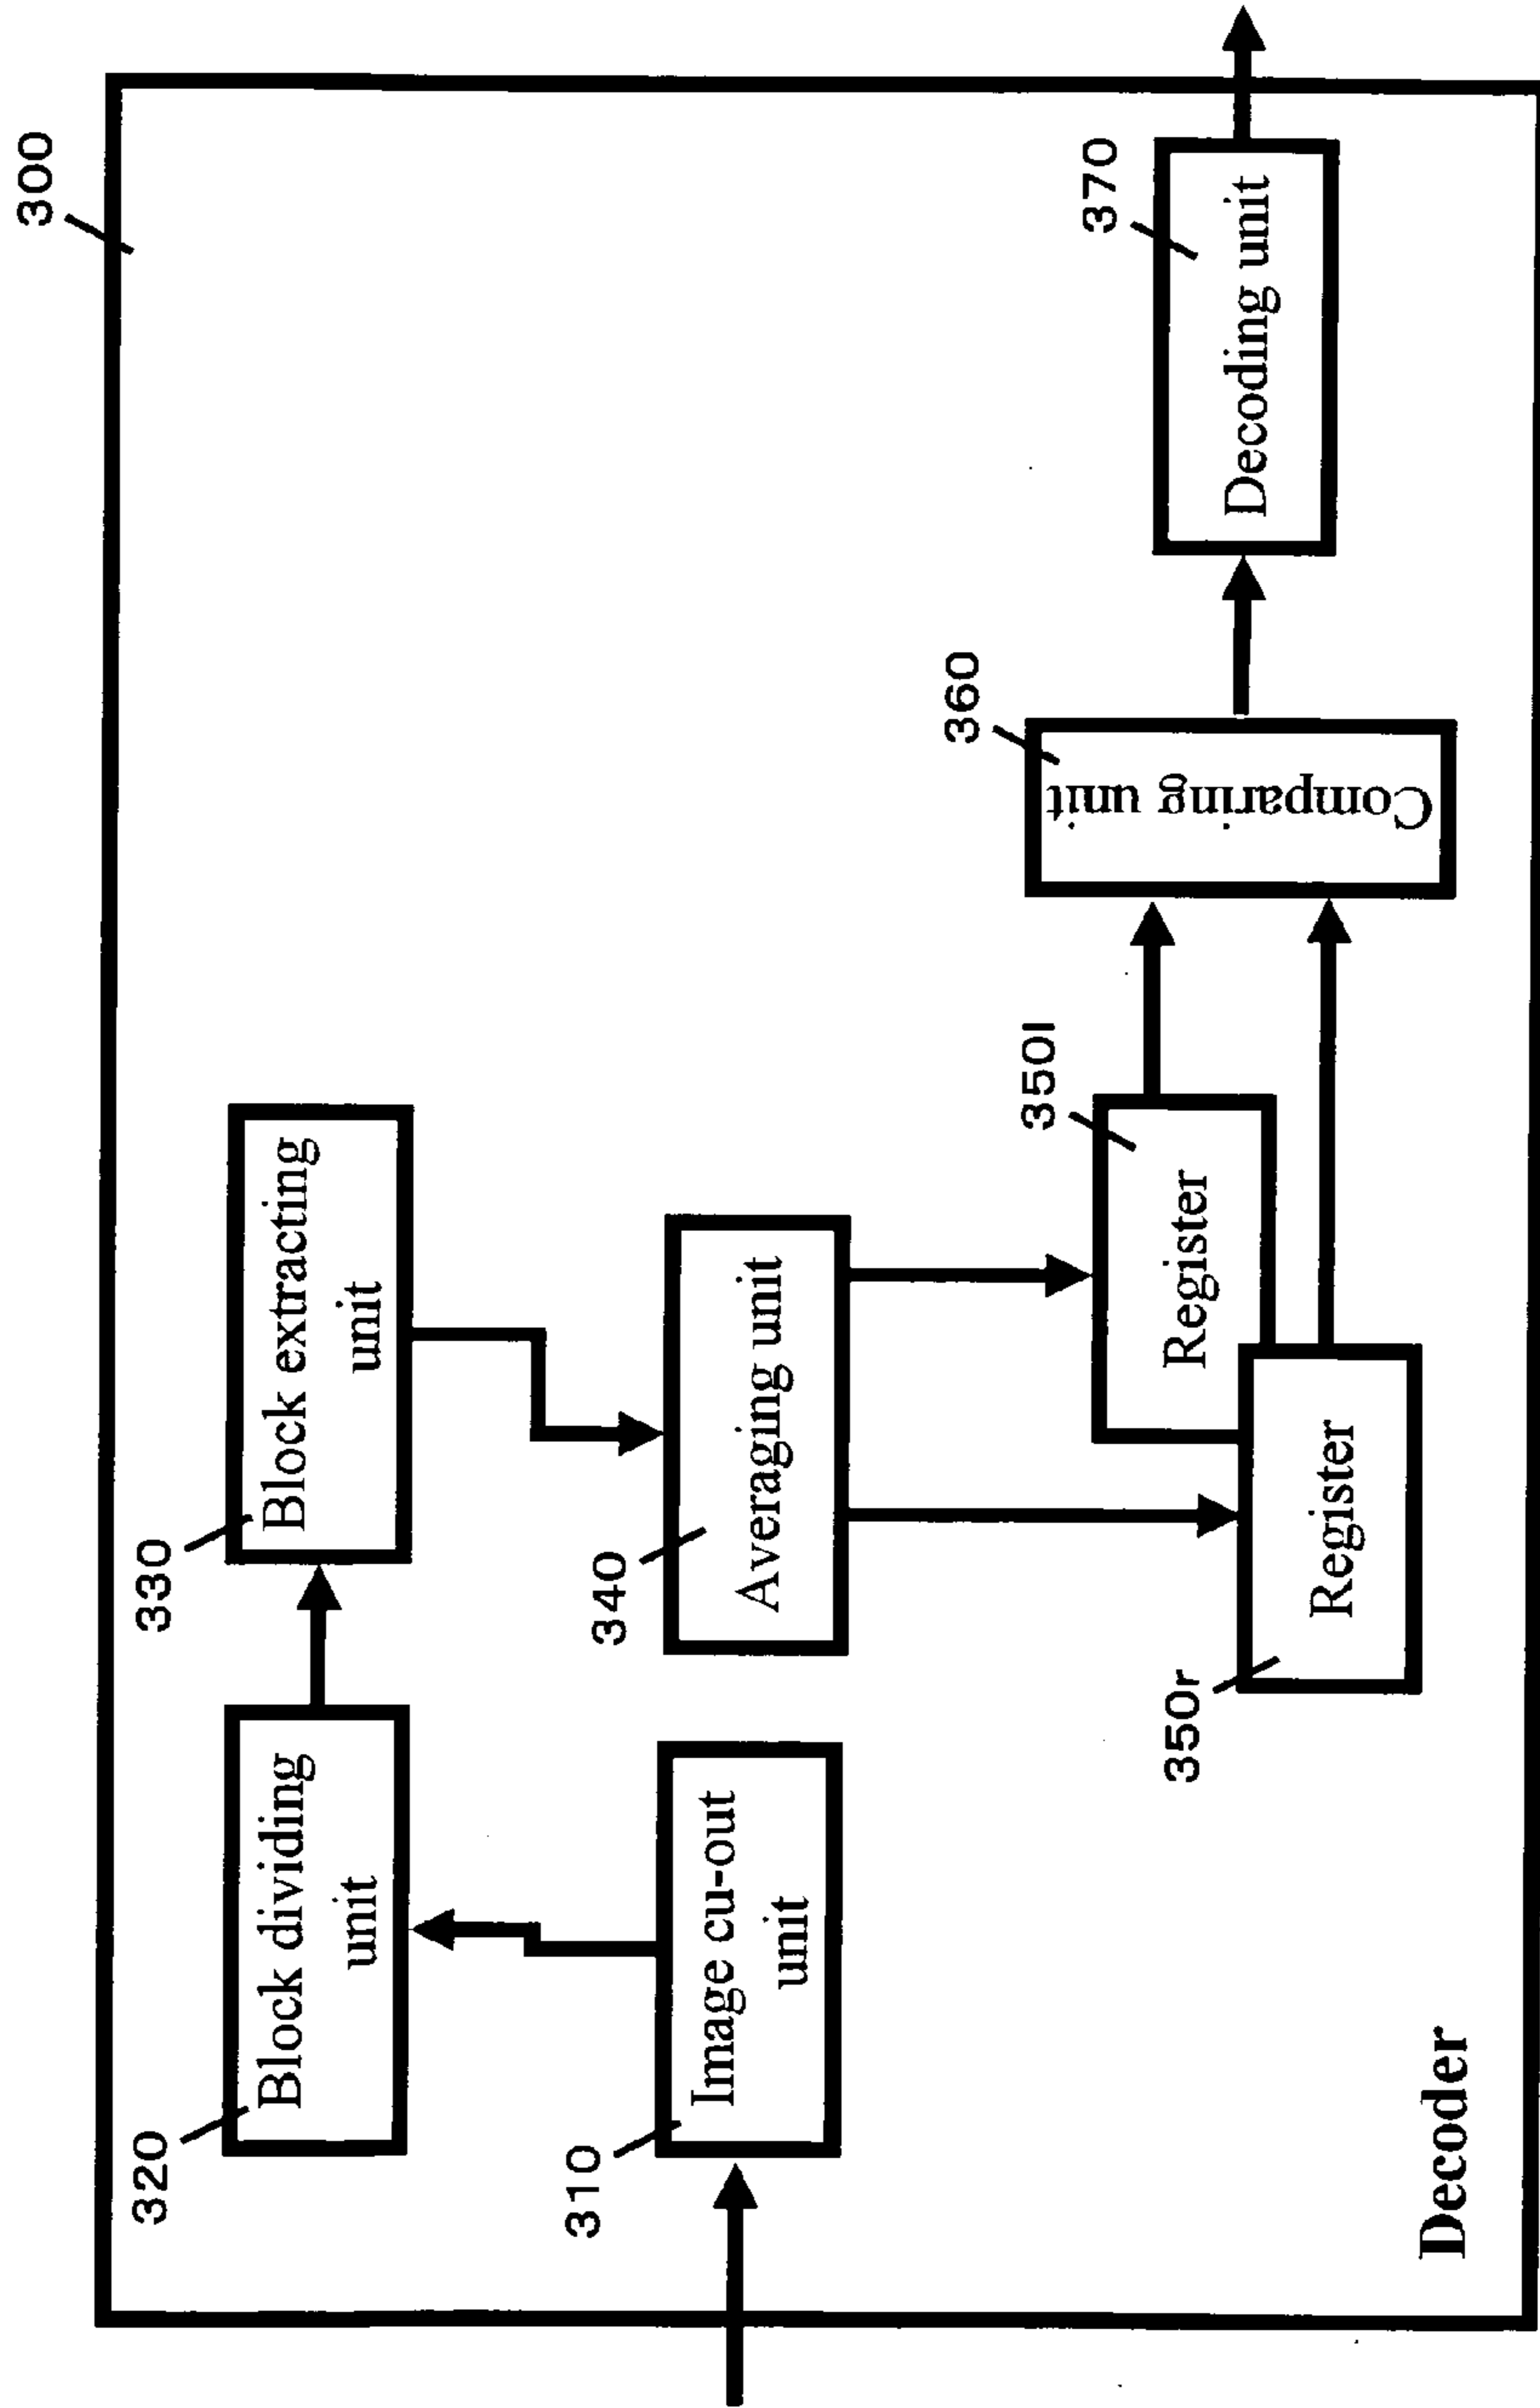 300
320
Block dividing
unit
330
Block extracting
unit
310
Image cu-out
unit
340
Averaging unit
350l
Register
350r
Register
360
Comparing unit
370
Decoding unit
Decoder